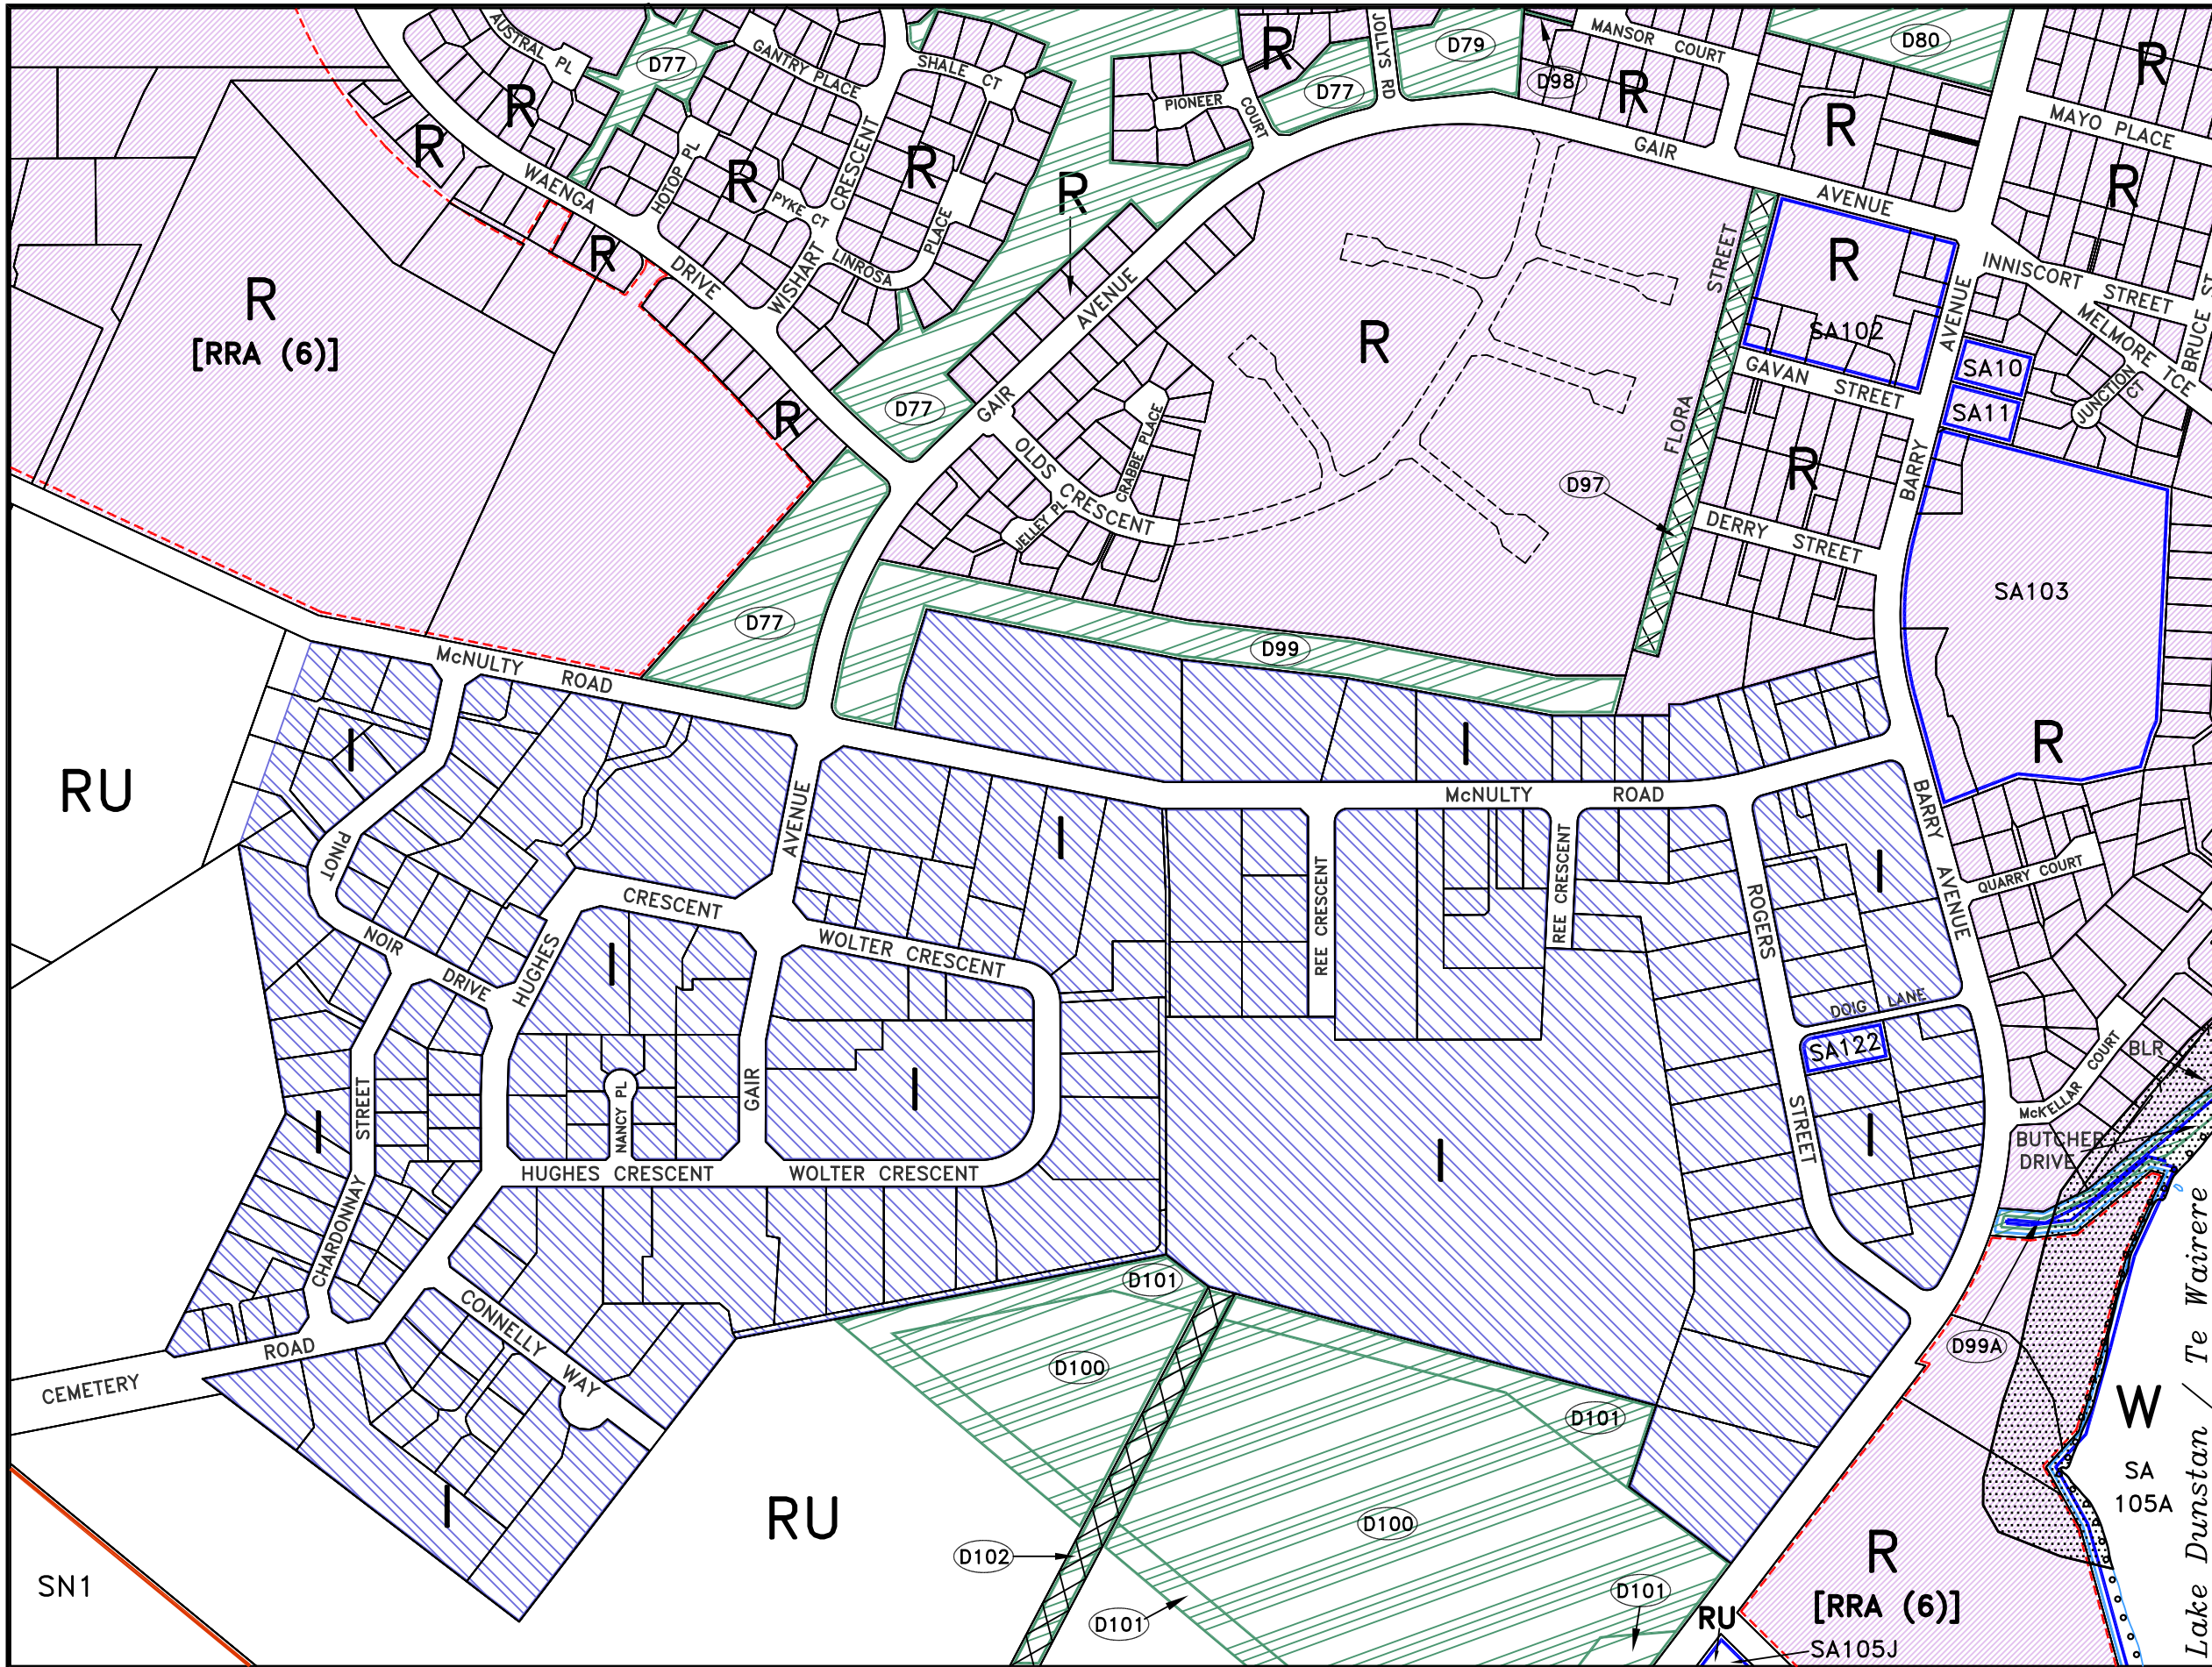 AUSTRAL PL
D77
GANTRY PLACE
SHALE CT
R
JOLLYS RD
D79
D98
MANSOR COURT
D80
R
R
R
R
R
PIONEER
COURT
D77
R
R
MAYO PLACE
WAENGA
HOTOP PL
R
PYKE CT
CRESCENT
R
GAIR
AVENUE
R
DRIVE
WISHART
LINROSA
PLACE
AVENUE
STREET
R
SA102
AVENUE
INNISCORT STREET
R
[RRA (6)]
R
MELMORE TCE
BRUCE ST
SA10
SA11
JUNCTION CT
GAVAN STREET
R
D77
GAIR
OLDS CRESCENT
CRABBE PLACE
JELLEY PL
FLORA
D97
R
BARRY
DERRY STREET
SA103
D77
D99
R
McNULTY ROAD
RU
I
I
McNULTY ROAD
PINOT
AVENUE
I
REE CRESCENT
REE CRESCENT
I
BARRY AVENUE
QUARRY COURT
CRESCENT
ROGERS
NOIR
DRIVE
HUGHES
I
WOLTER CRESCENT
DOIG LANE
SA122
McKELLAR COURT
BLR
I
STREET
NANCY PL
GAIR
I
STREET
I
I
BUTCHER
DRIVE
HUGHES CRESCENT
WOLTER CRESCENT
CHARDONNAY
D101
CONNELLY WAY
ROAD
CEMETERY
D100
D101
D99A
W
SA
105A
Lake Dunstan / Te Wairere
I
RU
D100
D102
SN1
D101
D101
R
[RRA (6)]
RU
SA105J